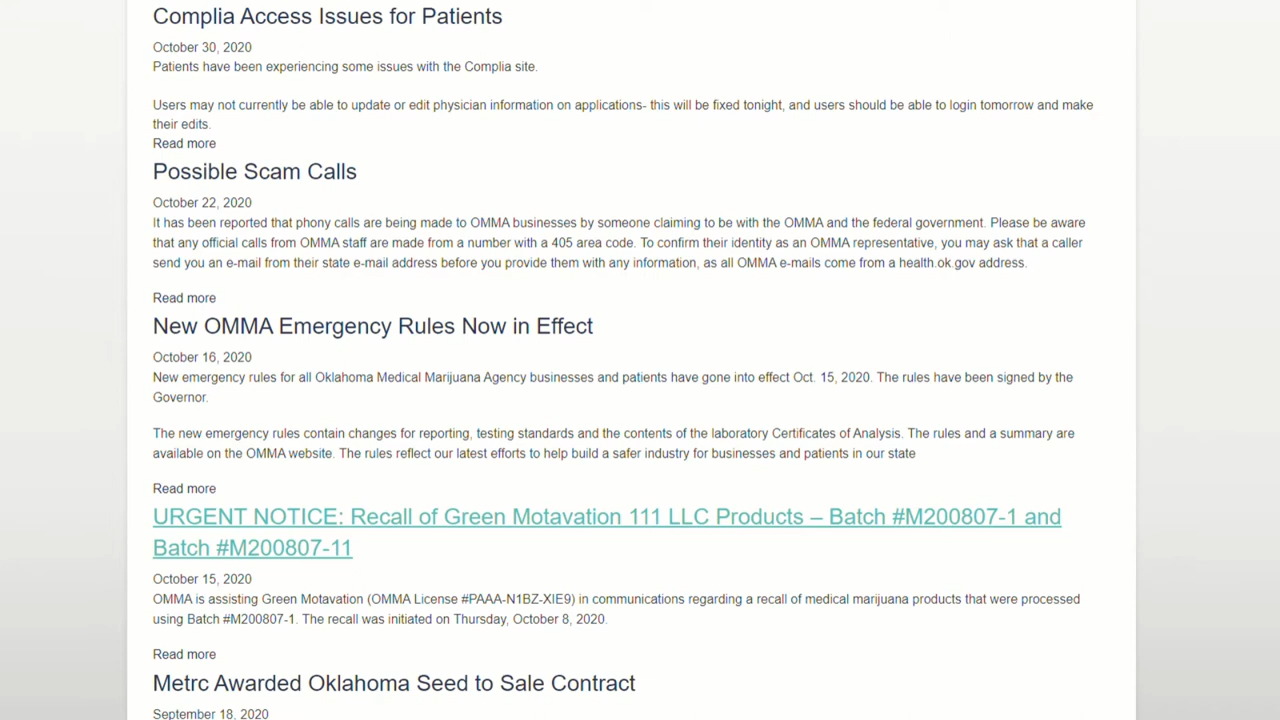 Complia Access Issues for Patients
October 30, 2020
Patients have been experiencing some issues with the Complia site.
Users may not currently be able to update or edit physician information on applications- this will be fixed tonight, and users should be able to login tomorrow and make
their edits.
Read more
Possible Scam Calls
October 22, 2020
It has been reported that phony calls are being made to OMMA businesses by someone claiming to be with the OMMA and the federal government. Please be aware
that any official calls from OMMA staff are made from a number with a 405 area code. To confirm their identity as an OMMA representative, you may ask that a caller
send you an e-mail from their state e-mail address before you provide them with any information, as all OMMA e-mails come from a health.ok.gov address.
Read more
New OMMA Emergency Rules Now in Effect
October 16, 2020
New emergency rules for all Oklahoma Medical Marijuana Agency businesses and patients have gone into effect Oct. 15, 2020. The rules have been signed by the
Governor.
The new emergency rules contain changes for reporting, testing standards and the contents of the laboratory Certificates of Analysis. The rules and a summary are
available on the OMMA website. The rules reflect our latest efforts to help build a safer industry for businesses and patients in our state
Read more
URGENT NOTICE: Recall of Green Motavation 111 LLC Products – Batch #M200807-1 and
Batch #M200807-11
October 15, 2020
OMMA is assisting Green Motavation (OMMA License #PAAA-N1BZ-XIE9) in communications regarding a recall of medical marijuana products that were processed
using Batch #M200807-1. The recall was initiated on Thursday, October 8, 2020.
Read more
Metrc Awarded Oklahoma Seed to Sale Contract
September 18, 2020